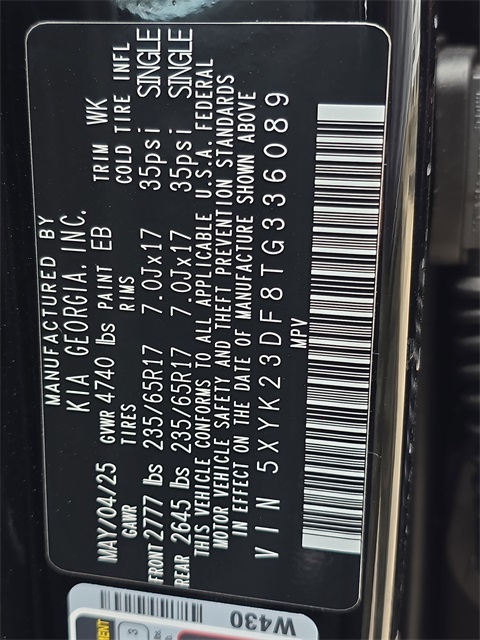 MANUFACTURED BY
KIA GEORGIA, INC.
MAY/04/25 GVWR 4740 lbs PAINT EB TRIM WK
GAWR TIRES RIMS COLD TIRE INFL
FRONT 2777 lbs 235/65R17 7.0Jx17 35psi SINGLE
REAR 2645 lbs 235/65R17 7.0Jx17 35psi SINGLE
THIS VEHICLE CONFORMS TO ALL APPLICABLE U.S.A. FEDERAL
MOTOR VEHICLE SAFETY AND THEFT PREVENTION STANDARDS
IN EFFECT ON THE DATE OF MANUFACTURE SHOWN ABOVE
VIN 5XYK23DF8TG336089
MPV
W430